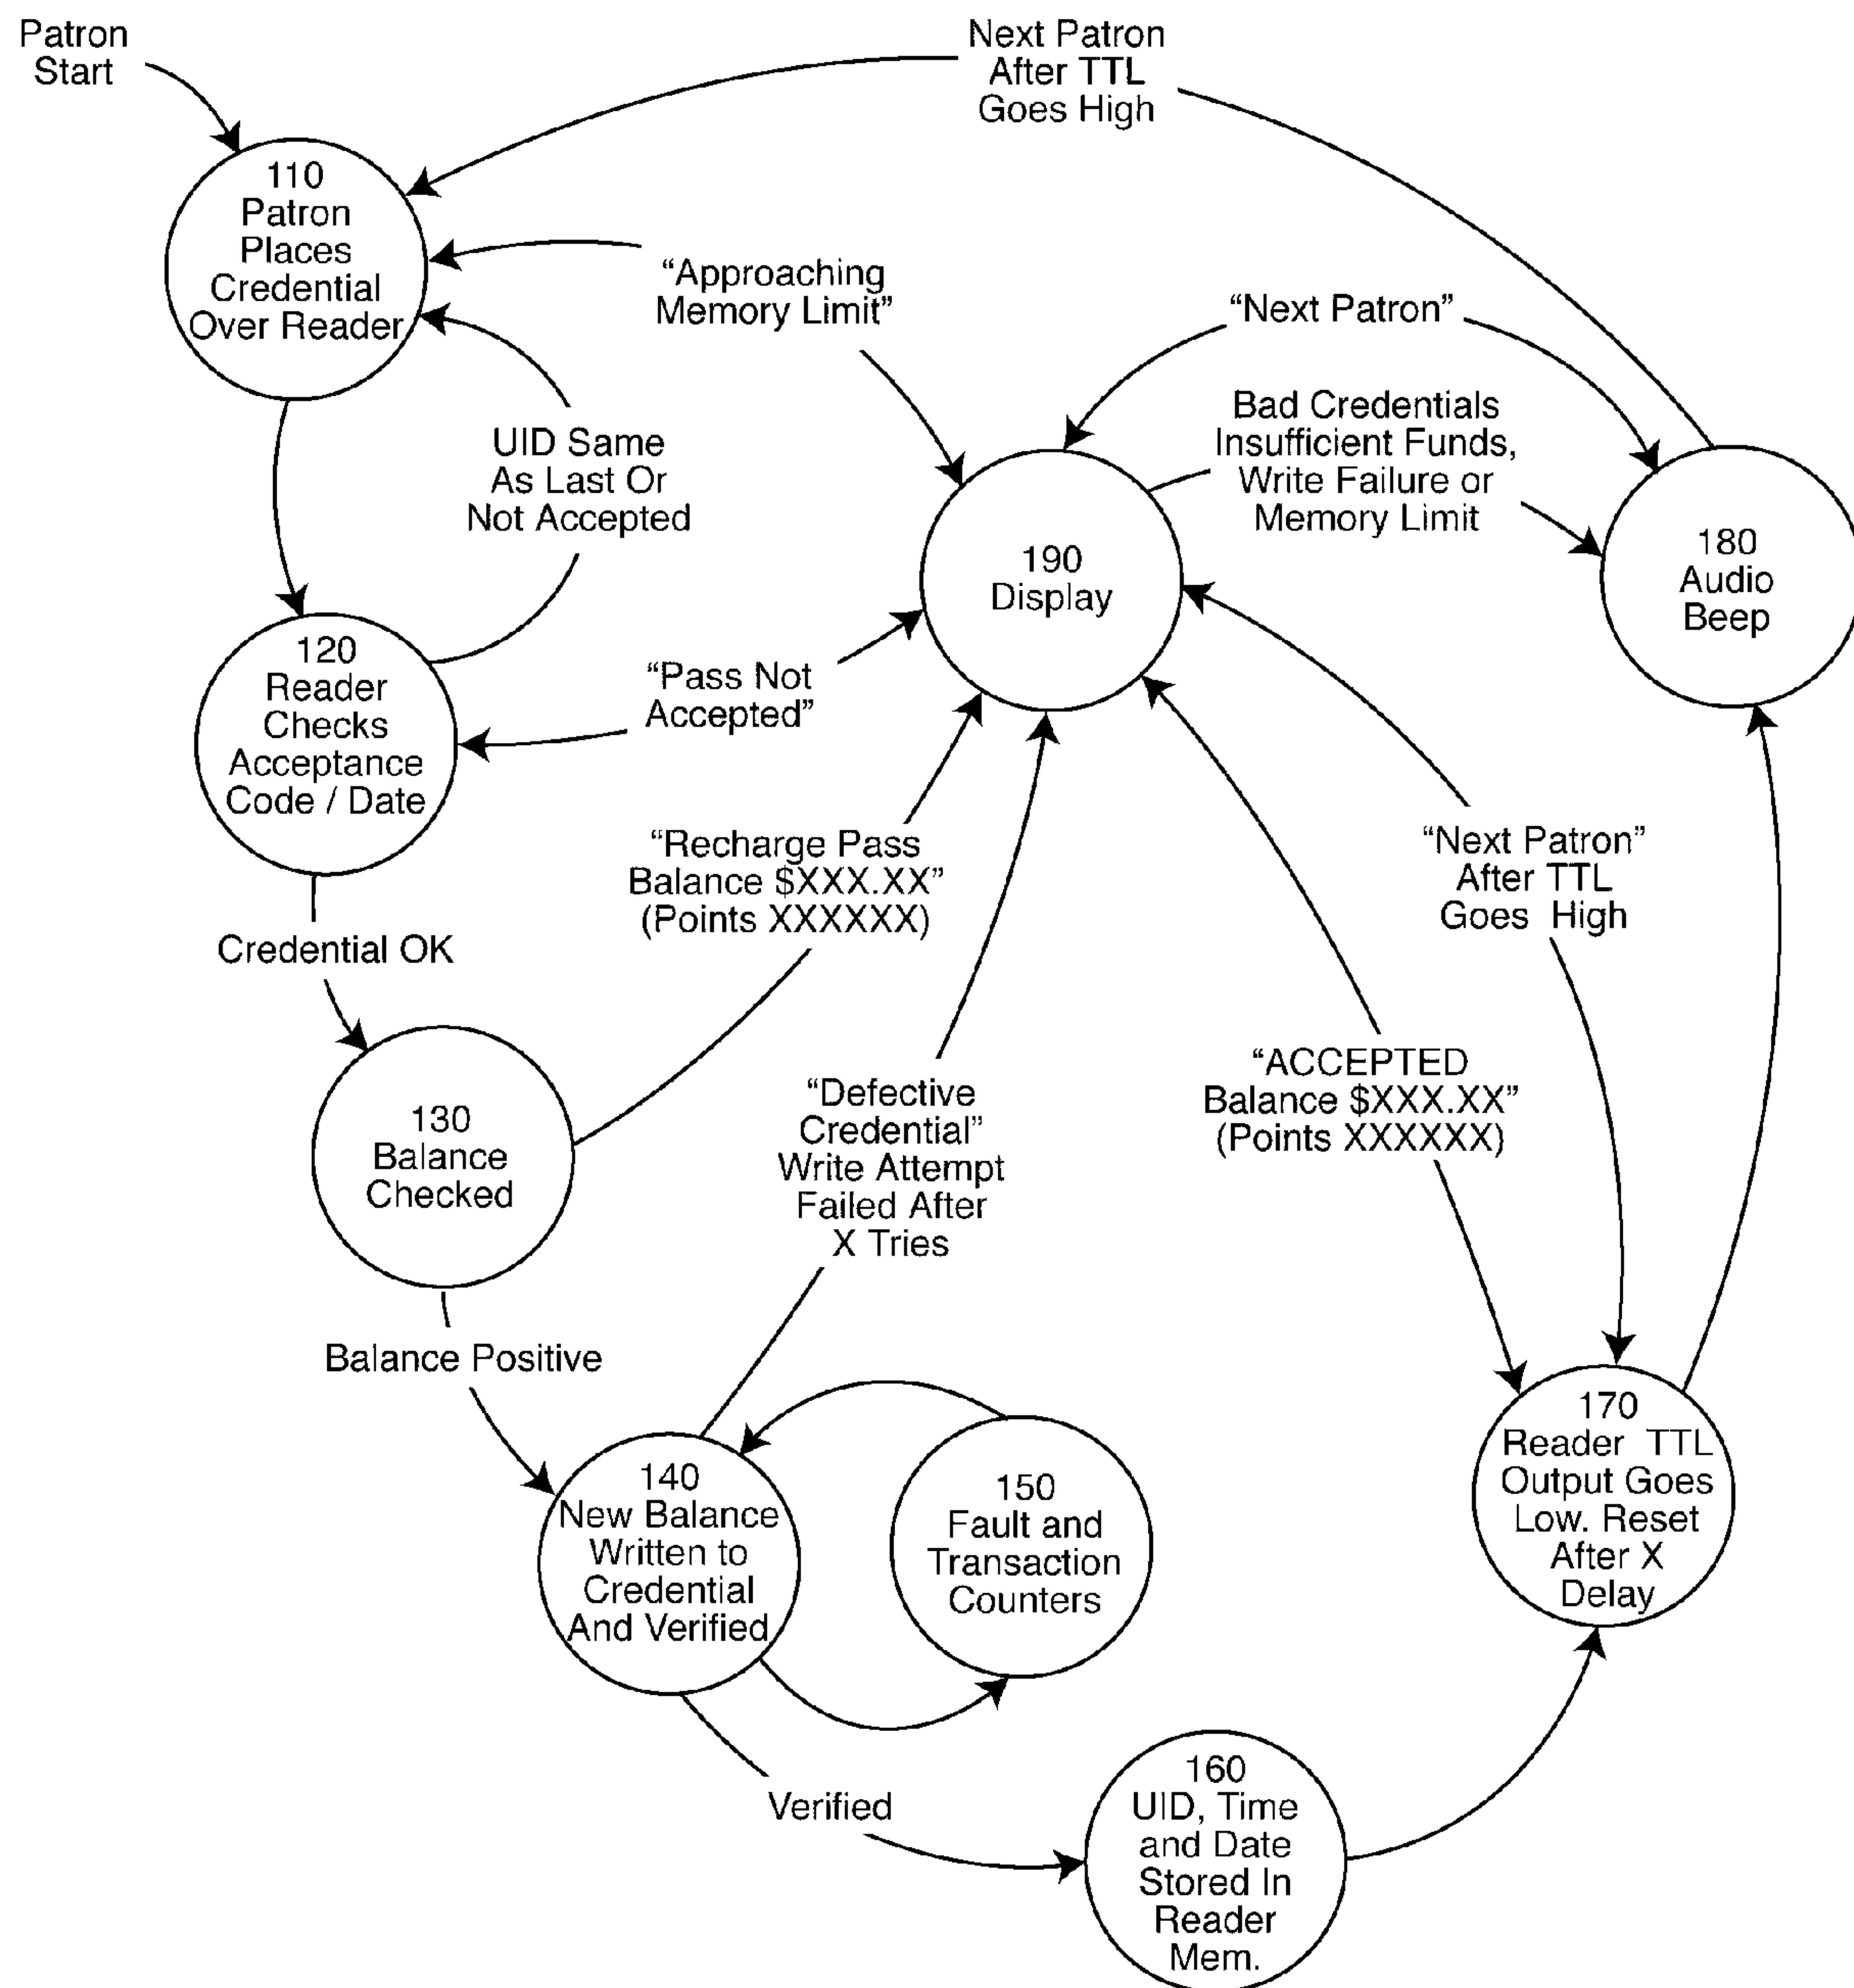 Patron
Start
Next Patron
After TTL
Goes High
110
Patron
Places
Credential
Over Reader
“Approaching
Memory Limit”
“Next Patron”
Bad Credentials
Insufficient Funds,
Write Failure or
Memory Limit
UID Same
As Last Or
Not Accepted
190
Display
180
Audio
Beep
120
Reader
Checks
Acceptance
Code / Date
“Pass Not
Accepted”
“Recharge Pass
Balance $XXX.XX”
(Points XXXXXX)
“Next Patron”
After TTL
Goes High
Credential OK
130
Balance
Checked
“Defective
Credential”
Write Attempt
Failed After
X Tries
“ACCEPTED
Balance $XXX.XX”
(Points XXXXXX)
Balance Positive
140
New Balance
Written to
Credential
And Verified
150
Fault and
Transaction
Counters
170
Reader TTL
Output Goes
Low. Reset
After X
Delay
Verified
160
UID, Time
and Date
Stored In
Reader
Mem.